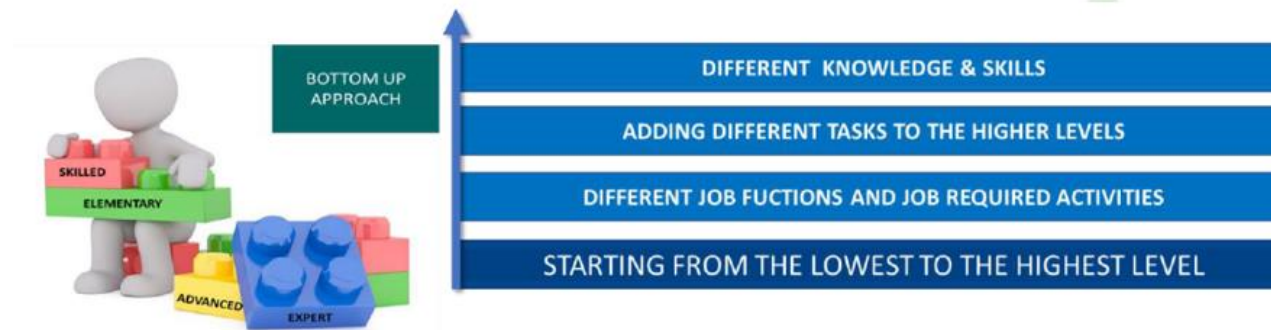 SKILLED
ELEMENTARY
ADVANCED
EXPERT
BOTTOM UP
APPROACH
DIFFERENT KNOWLEDGE & SKILLS
ADDING DIFFERENT TASKS TO THE HIGHER LEVELS
DIFFERENT JOB FUCTIONS AND JOB REQUIRED ACTIVITIES
STARTING FROM THE LOWEST TO THE HIGHEST LEVEL